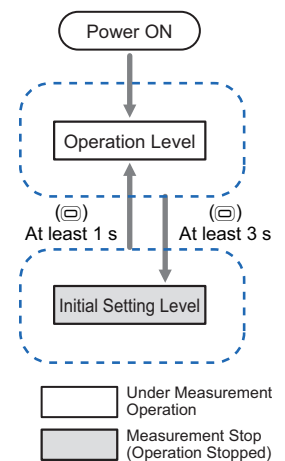 Power ON
Operation Level
(▭) (▭)
At least 1 s At least 3 s
Initial Setting Level
Under Measurement
Operation
Measurement Stop
(Operation Stopped)